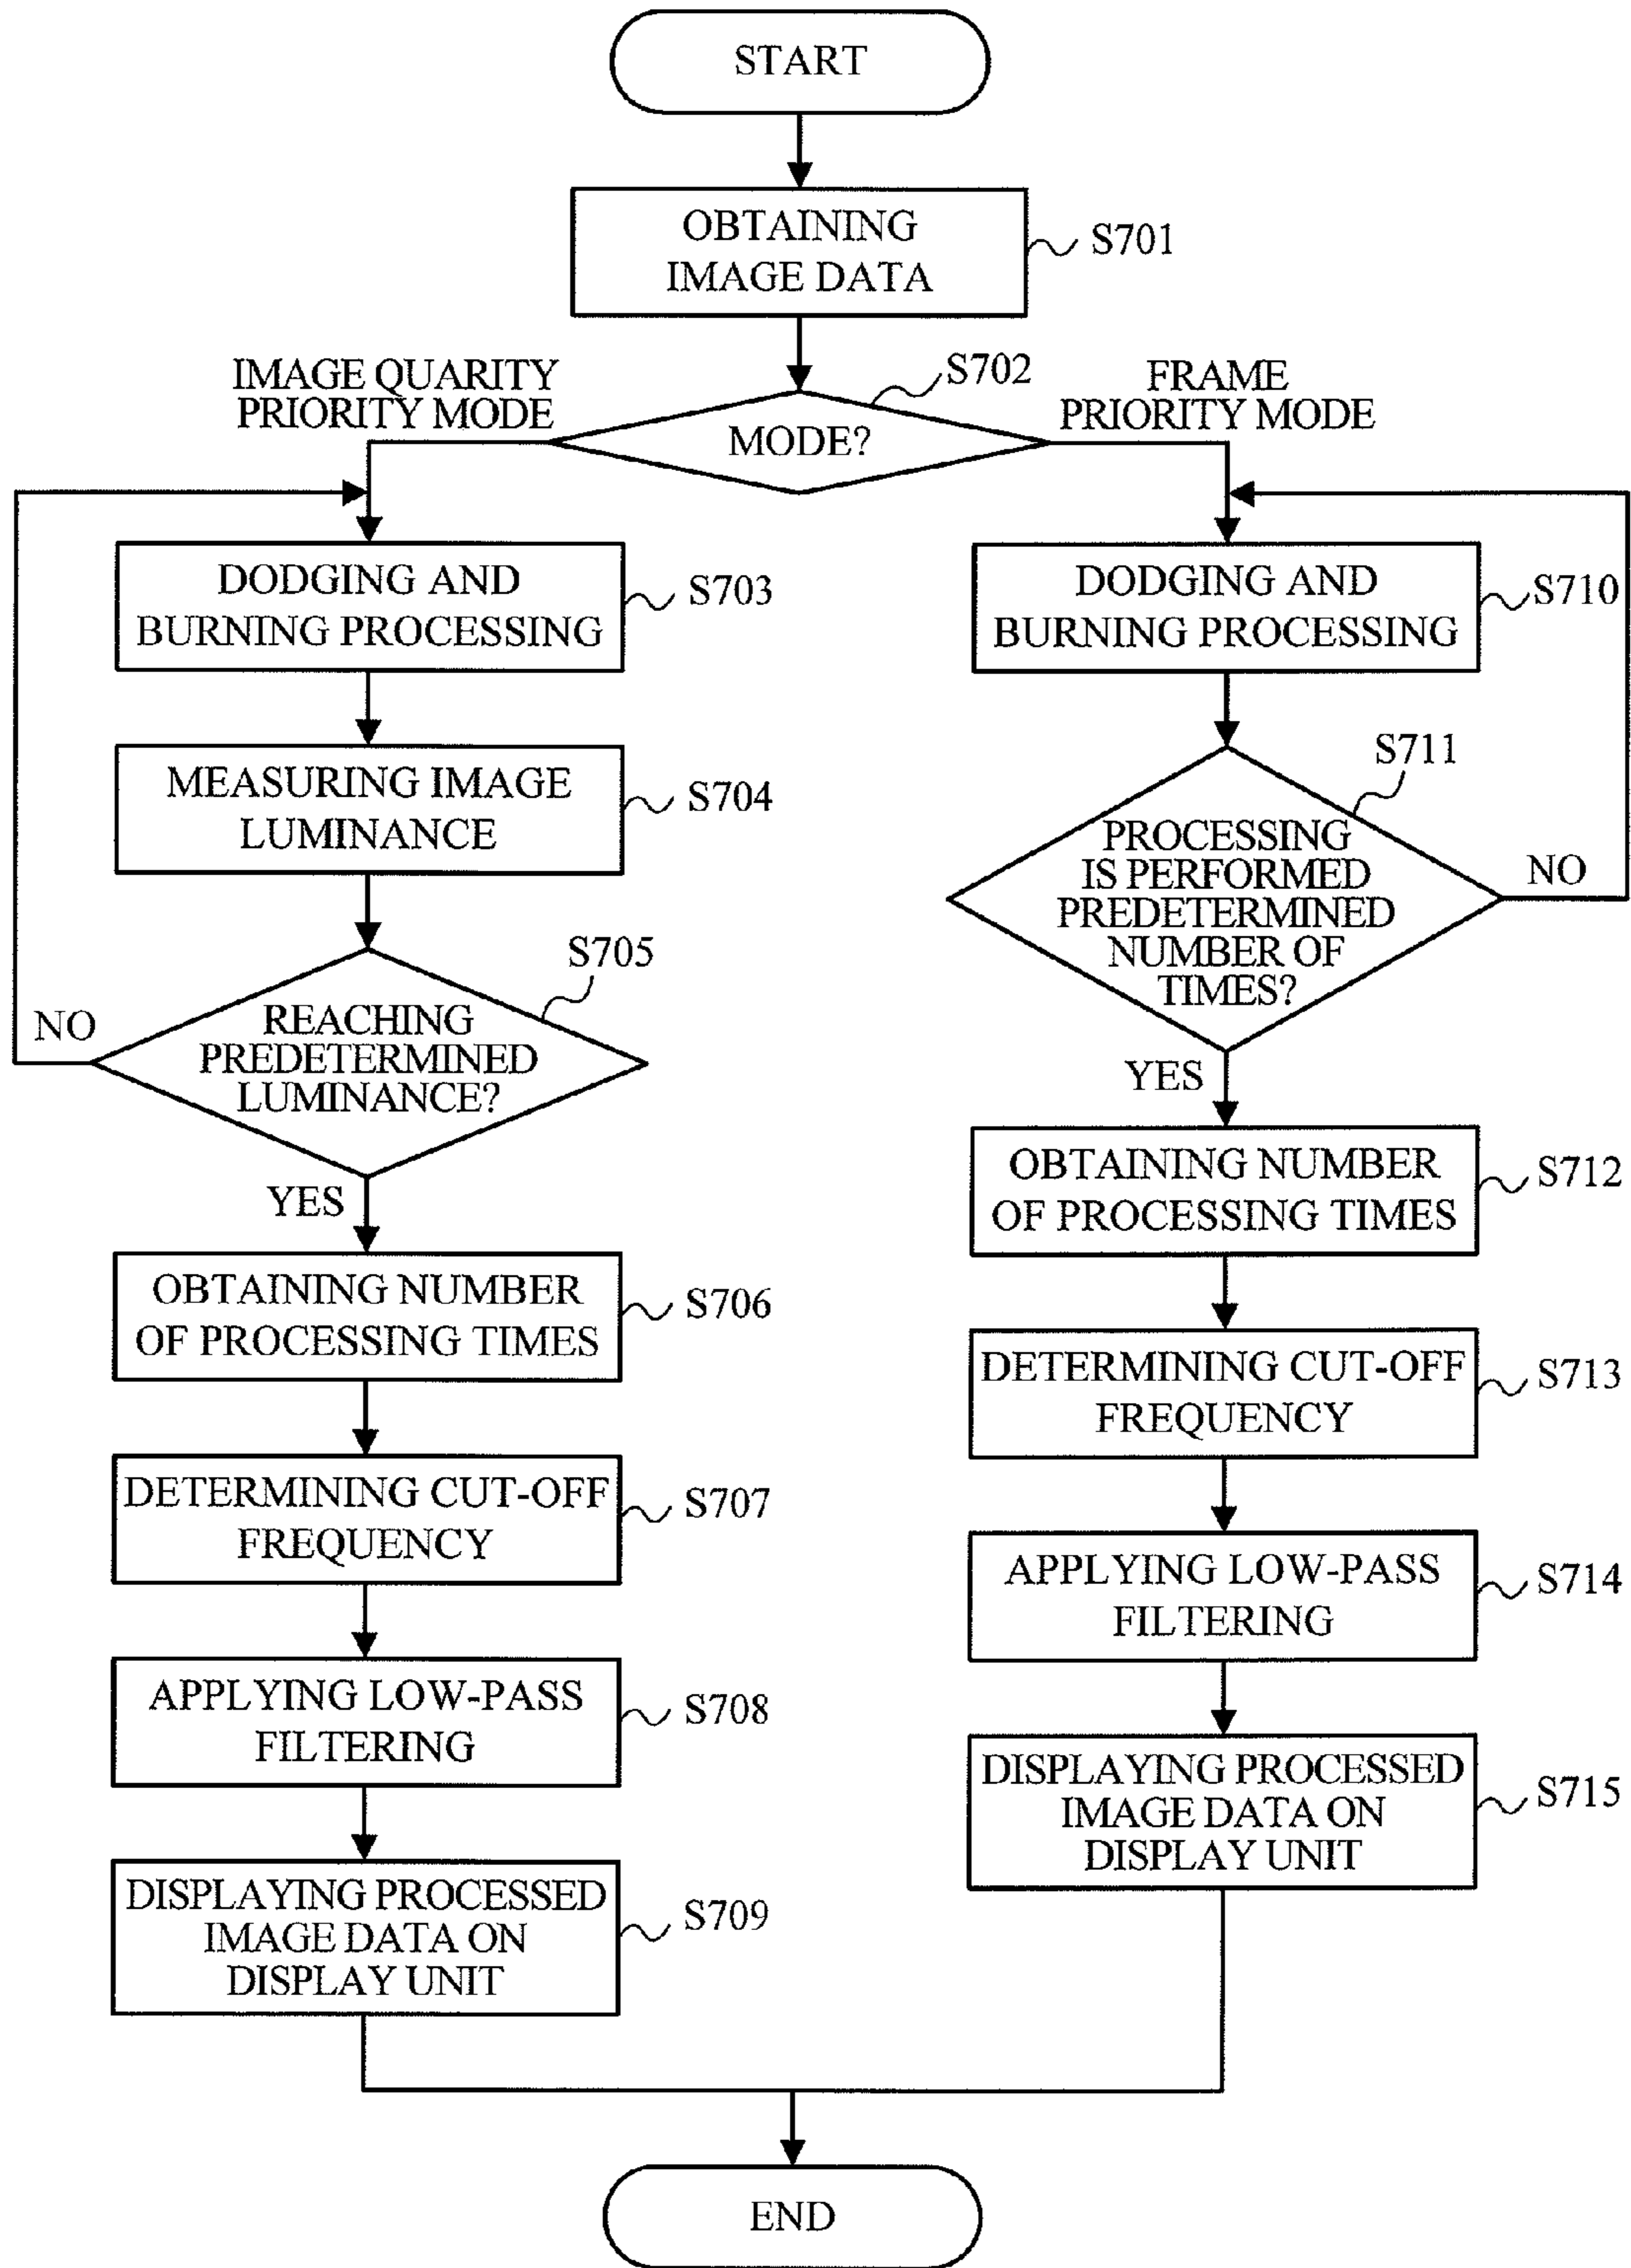 START
OBTAINING
IMAGE DATA
S701
S702
IMAGE QUARITY
PRIORITY MODE
MODE?
FRAME
PRIORITY MODE
DODGING AND
BURNING PROCESSING
S703
MEASURING IMAGE
LUMINANCE
S704
S705
REACHING
PREDETERMINED
LUMINANCE?
NO
YES
OBTAINING NUMBER
OF PROCESSING TIMES
S706
DETERMINING CUT-OFF
FREQUENCY
S707
APPLYING LOW-PASS
FILTERING
S708
DISPLAYING PROCESSED
IMAGE DATA ON
DISPLAY UNIT
S709
DODGING AND
BURNING PROCESSING
S710
S711
PROCESSING
IS PERFORMED
PREDETERMINED
NUMBER OF
TIMES?
NO
YES
OBTAINING NUMBER
OF PROCESSING TIMES
S712
DETERMINING CUT-OFF
FREQUENCY
S713
APPLYING LOW-PASS
FILTERING
S714
DISPLAYING PROCESSED
IMAGE DATA ON
DISPLAY UNIT
S715
END